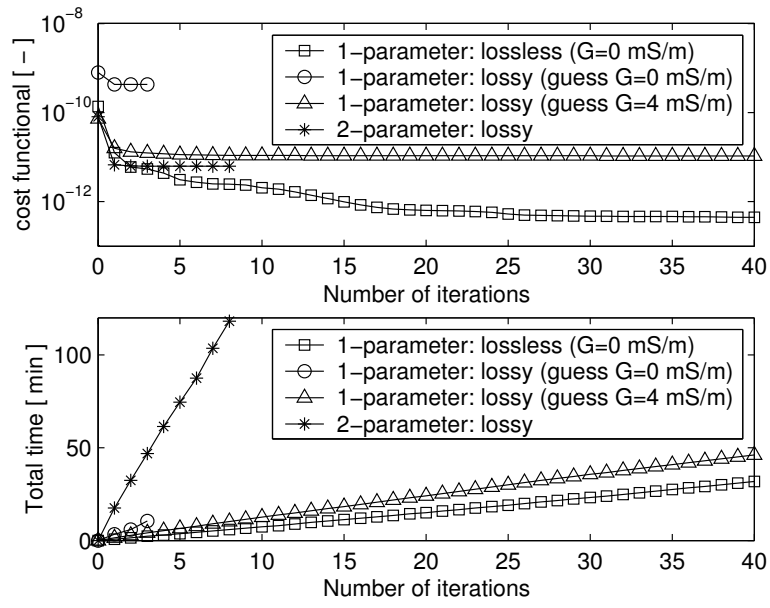 10^-8
10^-10
10^-12
cost functional [ − ]
1−parameter: lossless (G=0 mS/m)
1−parameter: lossy (guess G=0 mS/m)
1−parameter: lossy (guess G=4 mS/m)
2−parameter: lossy
0 5 10 15 20 25 30 35 40
Number of iterations
100
50
0
Total time [ min ]
1−parameter: lossless (G=0 mS/m)
1−parameter: lossy (guess G=0 mS/m)
1−parameter: lossy (guess G=4 mS/m)
2−parameter: lossy
0 5 10 15 20 25 30 35 40
Number of iterations